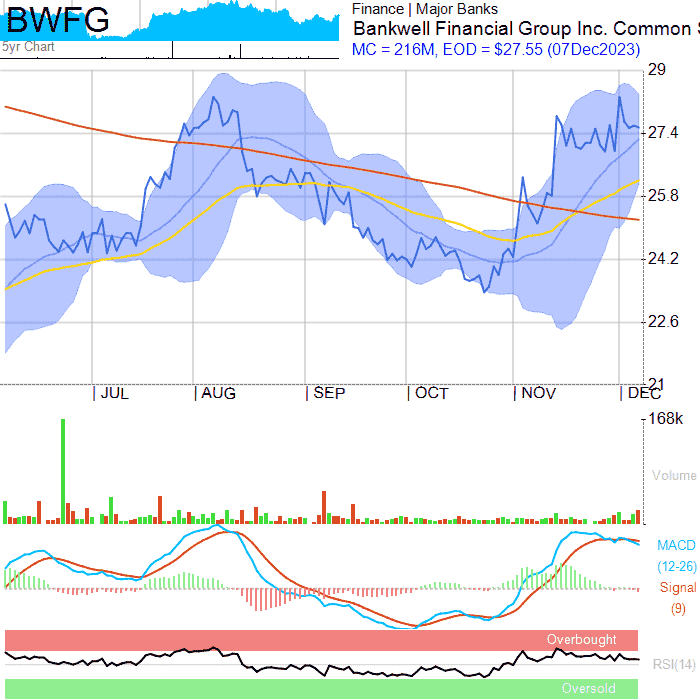 BWFG
5yr Chart
Finance | Major Banks
Bankwell Financial Group Inc. Common S
MC = 216M, EOD = $27.55 (07Dec2023)
29
27.4
25.8
24.2
22.6
21
JUL AUG SEP OCT NOV DEC
168k
Volume
MACD
(12-26)
Signal
(9)
Overbought
RSI(14)
Oversold